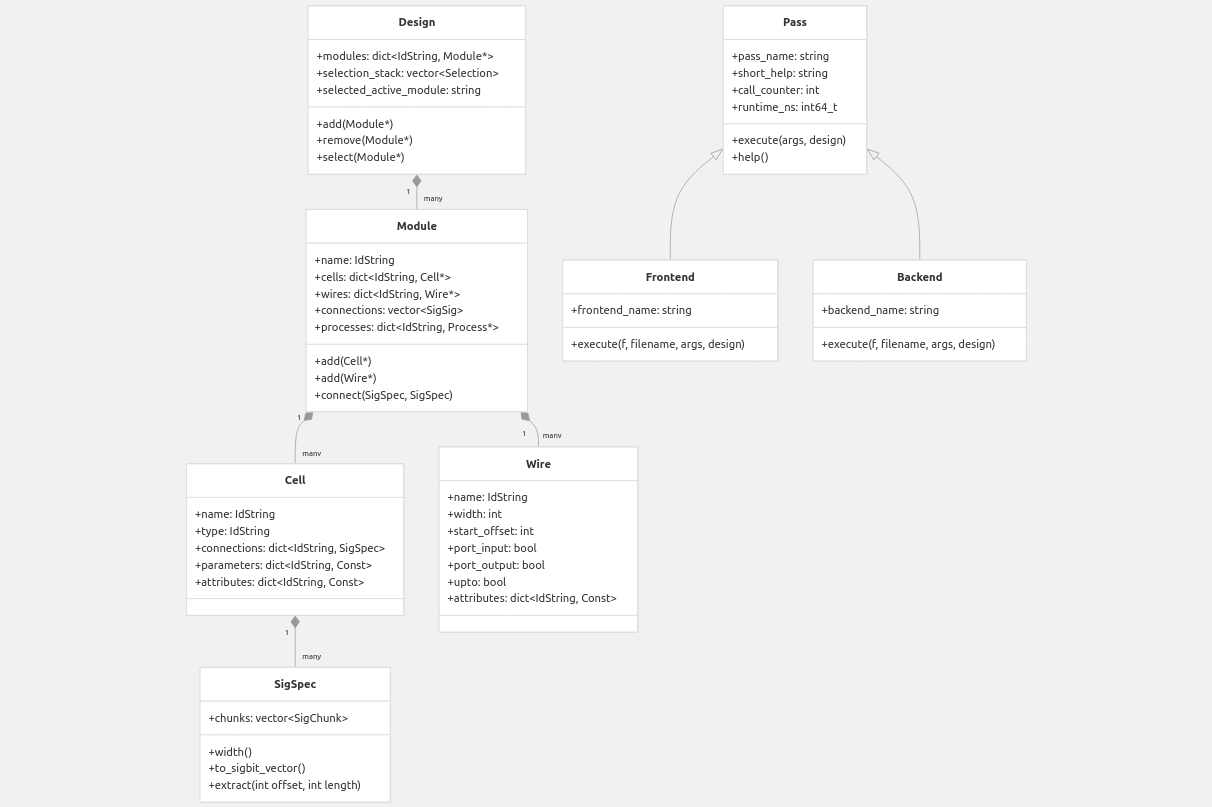 Design
+modules: dict<IdString, Module*>
+selection_stack: vector<Selection>
+selected_active_module: string
+add(Module*)
+remove(Module*)
+select(Module*)
1
many
Module
+name: IdString
+cells: dict<IdString, Cell*>
+wires: dict<IdString, Wire*>
+connections: vector<SigSig>
+processes: dict<IdString, Process*>
+add(Cell*)
+add(Wire*)
+connect(SigSpec, SigSpec)
1
many
1
many
Cell
+name: IdString
+type: IdString
+connections: dict<IdString, SigSpec>
+parameters: dict<IdString, Const>
+attributes: dict<IdString, Const>
Wire
+name: IdString
+width: int
+start_offset: int
+port_input: bool
+port_output: bool
+upto: bool
+attributes: dict<IdString, Const>
1
many
SigSpec
+chunks: vector<SigChunk>
+width()
+to_sigbit_vector()
+extract(int offset, int length)
Pass
+pass_name: string
+short_help: string
+call_counter: int
+runtime_ns: int64_t
+execute(args, design)
+help()
Frontend
+frontend_name: string
+execute(f, filename, args, design)
Backend
+backend_name: string
+execute(f, filename, args, design)